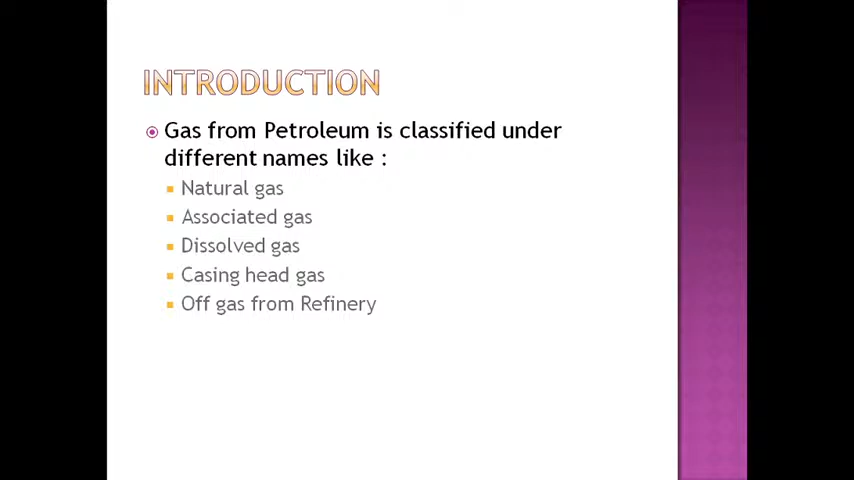 INTRODUCTION
Gas from Petroleum is classified under
different names like :
Natural gas
Associated gas
Dissolved gas
Casing head gas
Off gas from Refinery